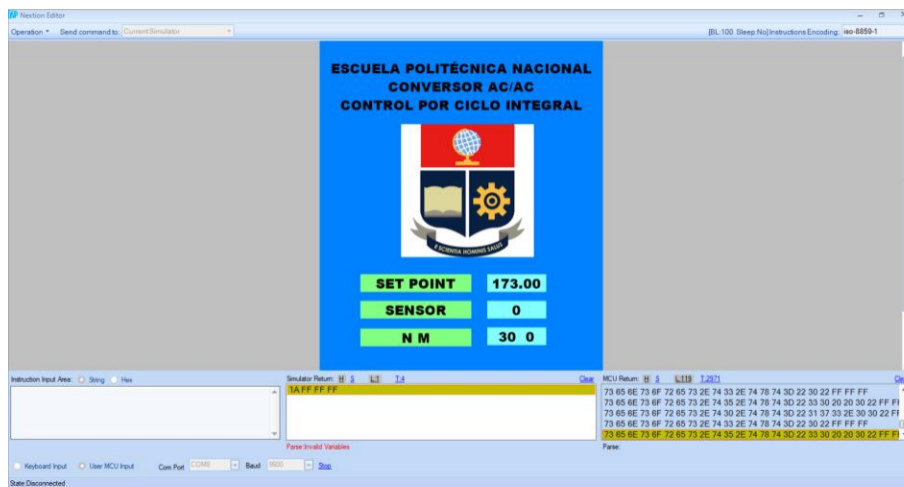 Nextion Editor
Operation Send command to: CurrentSimulator [BL:100 Sleep:No]Instructions Encoding: iso-8859-1
ESCUELA POLITÉCNICA NACIONAL
CONVERSOR AC/AC
CONTROL POR CICLO INTEGRAL
E SCIENTIA HOMINIS SALUS
SET POINT 173.00
SENSOR 0
N M 30 0
Instruction Input Area: String Hex
Simulator Return: H S L:1 T:4 Clear
1A FF FF FF
Parse:Invalid Variables
MCU Return: H S L:119 T:2571 Cle
73 65 6E 73 6F 72 65 73 2E 74 33 2E 74 78 74 3D 22 30 22 FF FF FF
73 65 6E 73 6F 72 65 73 2E 74 35 2E 74 78 74 3D 22 33 30 20 20 30 22 FF FF
73 65 6E 73 6F 72 65 73 2E 74 30 2E 74 78 74 3D 22 31 37 33 2E 30 30 22 FF
73 65 6E 73 6F 72 65 73 2E 74 33 2E 74 78 74 3D 22 30 22 FF FF FF
73 65 6E 73 6F 72 65 73 2E 74 35 2E 74 78 74 3D 22 33 30 20 20 30 22 FF FF
Parse:
Keyboard Input User MCU Input Com Port COM8 Baud 9600 Stop
State:Disconnected